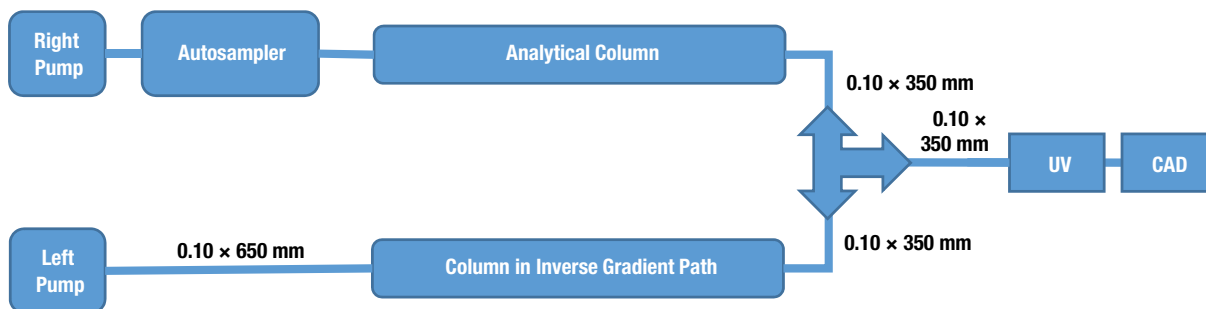 Right
Pump
Autosampler
Analytical Column
0.10 × 350 mm
0.10 ×
350 mm
UV
CAD
Left
Pump
0.10 × 650 mm
Column in Inverse Gradient Path
0.10 × 350 mm